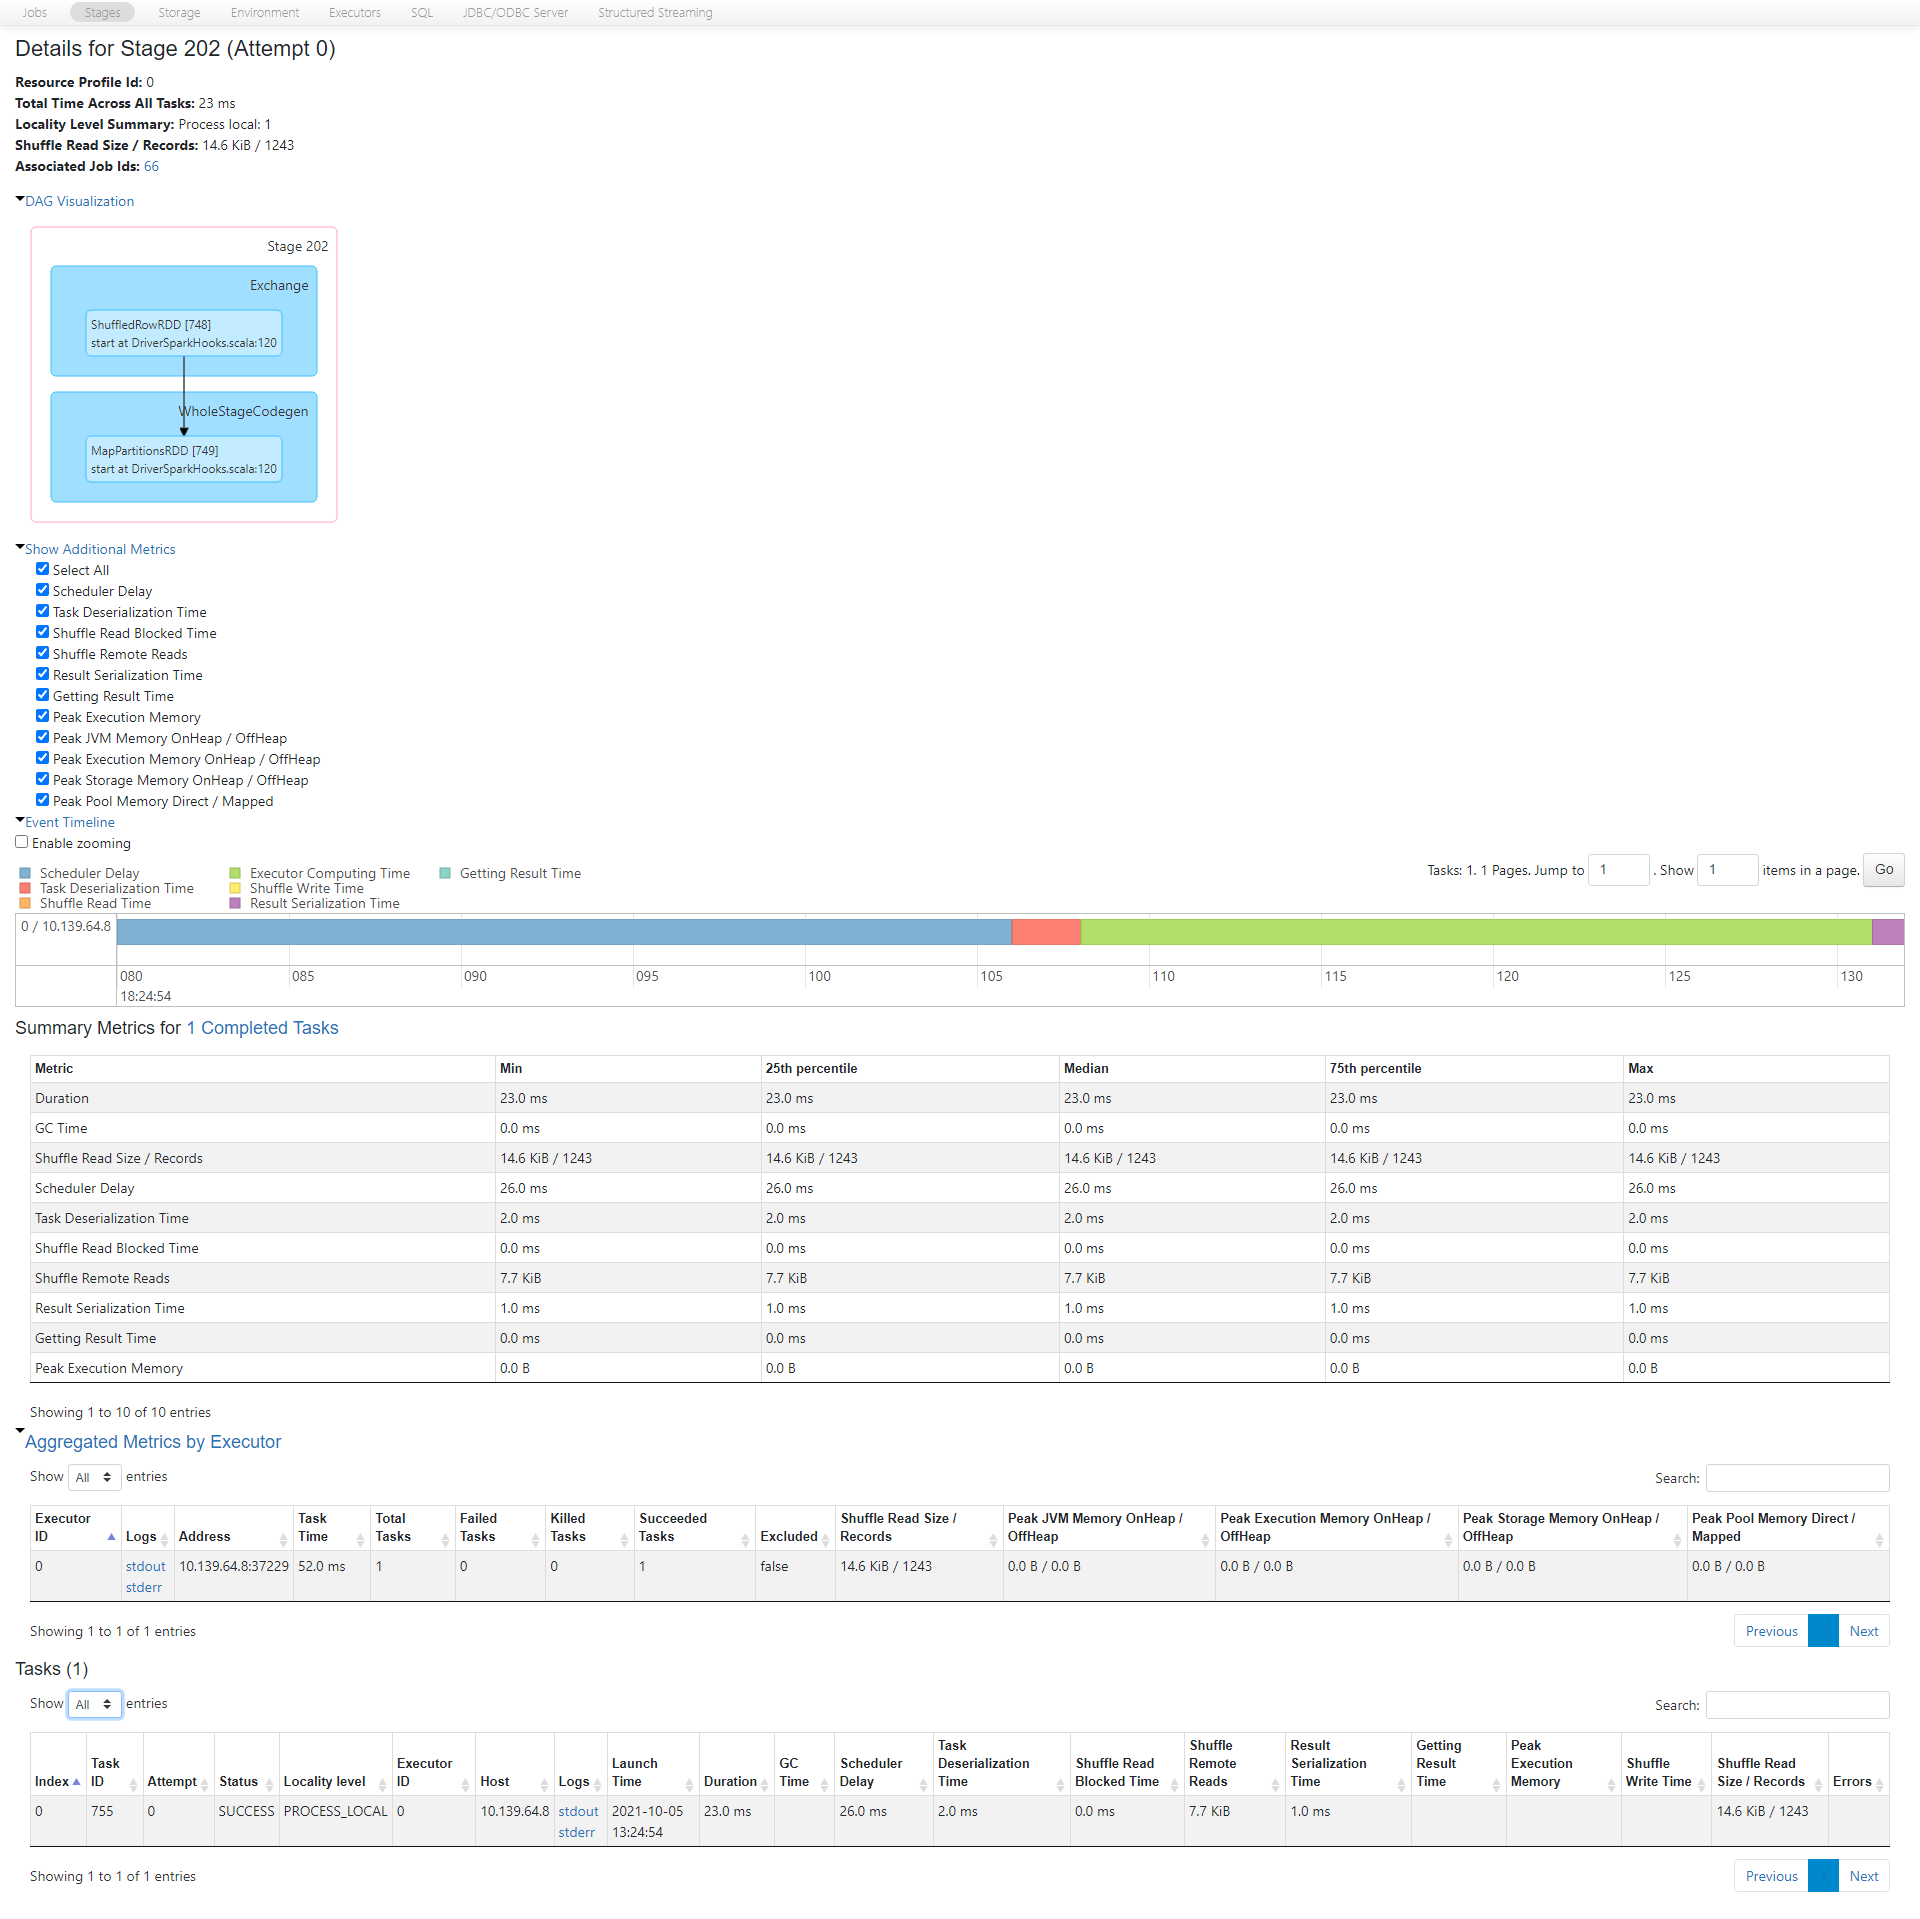 Jobs Stages Storage Environment Executors SQL JDBC/ODBC Server Structured Streaming
Details for Stage 202 (Attempt 0)
Resource Profile Id: 0
Total Time Across All Tasks: 23 ms
Locality Level Summary: Process local: 1
Shuffle Read Size / Records: 14.6 KiB / 1243
Associated Job Ids: 66
DAG Visualization
Stage 202
Exchange
ShuffledRowRDD [748]
start at DriverSparkHooks.scala:120
WholeStageCodegen
MapPartitionsRDD [749]
start at DriverSparkHooks.scala:120
Show Additional Metrics
Select All
Scheduler Delay
Task Deserialization Time
Shuffle Read Blocked Time
Shuffle Remote Reads
Result Serialization Time
Getting Result Time
Peak Execution Memory
Peak JVM Memory OnHeap / OffHeap
Peak Execution Memory OnHeap / OffHeap
Peak Storage Memory OnHeap / OffHeap
Peak Pool Memory Direct / Mapped
Event Timeline
Enable zooming
Tasks: 1. 1 Pages. Jump to 1 . Show 1 items in a page. Go
Scheduler Delay Executor Computing Time Getting Result Time
Task Deserialization Time Shuffle Write Time
Shuffle Read Time Result Serialization Time
0 / 10.139.64.8
080 085 090 095 100 105 110 115 120 125 130
18:24:54
Summary Metrics for 1 Completed Tasks
Metric Min 25th percentile Median 75th percentile Max
Duration 23.0 ms 23.0 ms 23.0 ms 23.0 ms 23.0 ms
GC Time 0.0 ms 0.0 ms 0.0 ms 0.0 ms 0.0 ms
Shuffle Read Size / Records 14.6 KiB / 1243 14.6 KiB / 1243 14.6 KiB / 1243 14.6 KiB / 1243 14.6 KiB / 1243
Scheduler Delay 26.0 ms 26.0 ms 26.0 ms 26.0 ms 26.0 ms
Task Deserialization Time 2.0 ms 2.0 ms 2.0 ms 2.0 ms 2.0 ms
Shuffle Read Blocked Time 0.0 ms 0.0 ms 0.0 ms 0.0 ms 0.0 ms
Shuffle Remote Reads 7.7 KiB 7.7 KiB 7.7 KiB 7.7 KiB 7.7 KiB
Result Serialization Time 1.0 ms 1.0 ms 1.0 ms 1.0 ms 1.0 ms
Getting Result Time 0.0 ms 0.0 ms 0.0 ms 0.0 ms 0.0 ms
Peak Execution Memory 0.0 B 0.0 B 0.0 B 0.0 B 0.0 B
Showing 1 to 10 of 10 entries
Aggregated Metrics by Executor
Show All entries Search:
Executor ID Logs Address Task Time Total Tasks Failed Tasks Killed Tasks Succeeded Tasks Excluded Shuffle Read Size / Records Peak JVM Memory OnHeap / OffHeap Peak Execution Memory OnHeap / OffHeap Peak Storage Memory OnHeap / OffHeap Peak Pool Memory Direct / Mapped
0 stdout 10.139.64.8:37229 52.0 ms 1 0 0 1 false 14.6 KiB / 1243 0.0 B / 0.0 B 0.0 B / 0.0 B 0.0 B / 0.0 B 0.0 B / 0.0 B
stderr
Showing 1 to 1 of 1 entries Previous Next
Tasks (1)
Show All entries Search:
Index Task ID Attempt Status Locality level Executor ID Host Logs Launch Time Duration GC Time Scheduler Delay Task Deserialization Time Shuffle Read Blocked Time Shuffle Remote Reads Result Serialization Time Getting Result Time Peak Execution Memory Shuffle Write Time Shuffle Read Size / Records Errors
0 755 0 SUCCESS PROCESS_LOCAL 0 10.139.64.8 stdout 2021-10-05 23.0 ms 26.0 ms 2.0 ms 0.0 ms 7.7 KiB 1.0 ms 14.6 KiB / 1243
stderr 13:24:54
Showing 1 to 1 of 1 entries Previous Next